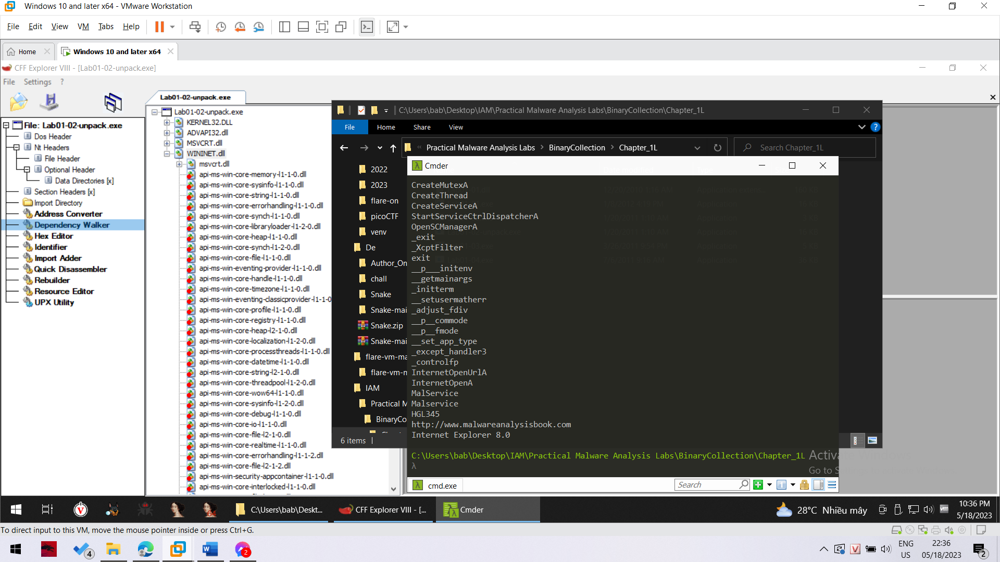 Windows 10 and later x64 - VMware Workstation
File Edit View VM Tabs Help
Home
Windows 10 and later x64
CFF Explorer VIII - [Lab01-02-unpack.exe]
File Settings ?
Lab01-02-unpack.exe
File: Lab01-02-unpack.exe
Dos Header
Nt Headers
File Header
Optional Header
Data Directories [x]
Section Headers [x]
Import Directory
Address Converter
Dependency Walker
Hex Editor
Identifier
Import Adder
Quick Disassembler
Rebuilder
Resource Editor
UPX Utility
Lab01-02-unpack.exe
KERNEL32.DLL
ADVAPI32.dll
MSVCRT.dll
WININET.dll
msvcrt.dll
api-ms-win-core-memory-l1-1-0.dll
api-ms-win-core-sysinfo-l1-1-0.dll
api-ms-win-core-string-l1-1-0.dll
api-ms-win-core-errorhandling-l1-1-0.dll
api-ms-win-core-synch-l1-1-0.dll
api-ms-win-core-libraryloader-l1-2-0.dll
api-ms-win-core-heap-l1-1-0.dll
api-ms-win-core-synch-l1-2-0.dll
api-ms-win-core-file-l1-1-0.dll
api-ms-win-eventing-provider-l1-1-0.dll
api-ms-win-core-handle-l1-1-0.dll
api-ms-win-core-timezone-l1-1-0.dll
api-ms-win-eventing-classicprovider-l1-1-0
api-ms-win-core-profile-l1-1-0.dll
api-ms-win-core-registry-l1-1-0.dll
api-ms-win-core-heap-l2-1-0.dll
api-ms-win-core-localization-l1-2-0.dll
api-ms-win-core-processthreads-l1-1-0.dll
api-ms-win-core-datetime-l1-1-0.dll
api-ms-win-core-string-l2-1-0.dll
api-ms-win-core-threadpool-l1-2-0.dll
api-ms-win-core-wow64-l1-1-0.dll
api-ms-win-core-sysinfo-l1-2-0.dll
api-ms-win-core-debug-l1-1-0.dll
api-ms-win-core-io-l1-1-0.dll
api-ms-win-core-file-l2-1-0.dll
api-ms-win-core-realtime-l1-1-0.dll
api-ms-win-core-errorhandling-l1-1-2.dll
api-ms-win-core-file-l2-1-2.dll
api-ms-win-security-appcontainer-l1-1-0.dll
api-ms-win-core-interlocked-l1-1-0.dll
C:\Users\bab\Desktop\IAM\Practical Malware Analysis Labs\BinaryCollection\Chapter_1L
File Home Share View
« Practical Malware Analysis Labs > BinaryCollection > Chapter_1L
Search Chapter_1L
2022
2023
flare-on
picoCTF
venv
De
Author_On
chall
Snake
Snake-mai
Snake.zip
Snake-mai
flare-vm-ma
flare-vm-m
IAM
Practical M
BinaryCo
6 items
Cmder
CreateMutexA
CreateThread
CreateServiceA
StartServiceCtrlDispatcherA
OpenSCManagerA
_exit
_XcptFilter
exit
__p___initenv
__getmainargs
_initterm
__setusermatherr
_adjust_fdiv
__p__commode
__p__fmode
__set_app_type
_except_handler3
_controlfp
InternetOpenUrlA
InternetOpenA
MalService
Malservice
HGL345
http://www.malwareanalysisbook.com
Internet Explorer 8.0
C:\Users\bab\Desktop\IAM\Practical Malware Analysis Labs\BinaryCollection\Chapter_1L
λ
cmd.exe
Search
C:\Users\bab\Deskt...
CFF Explorer VIII - [...
Cmder
28°C Nhiều mây
10:36 PM
5/18/2023
To direct input to this VM, move the mouse pointer inside or press Ctrl+G.
4
2
ENG
US
22:36
05/18/2023
2